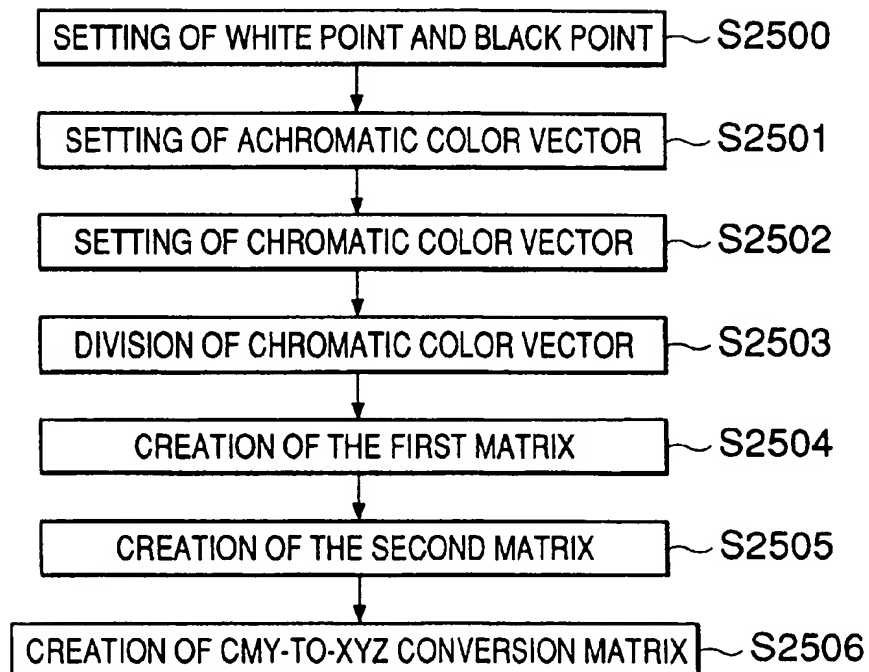 SETTING OF WHITE POINT AND BLACK POINT S2500
SETTING OF ACHROMATIC COLOR VECTOR S2501
SETTING OF CHROMATIC COLOR VECTOR S2502
DIVISION OF CHROMATIC COLOR VECTOR S2503
CREATION OF THE FIRST MATRIX S2504
CREATION OF THE SECOND MATRIX S2505
CREATION OF CMY-TO-XYZ CONVERSION MATRIX S2506